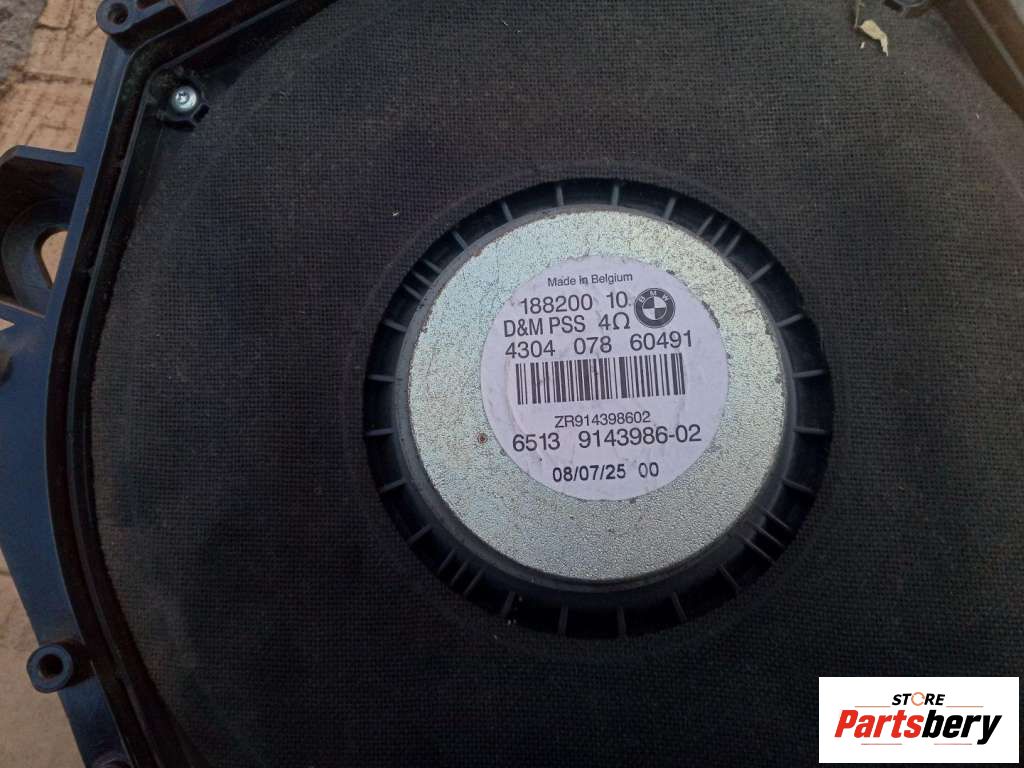 Made in Belgium
188200 10
BMW
D&M PSS 4Ω
4304 078 60491
ZR914398602
6513 9143986-02
08/07/25 00
STORE
Partsbery